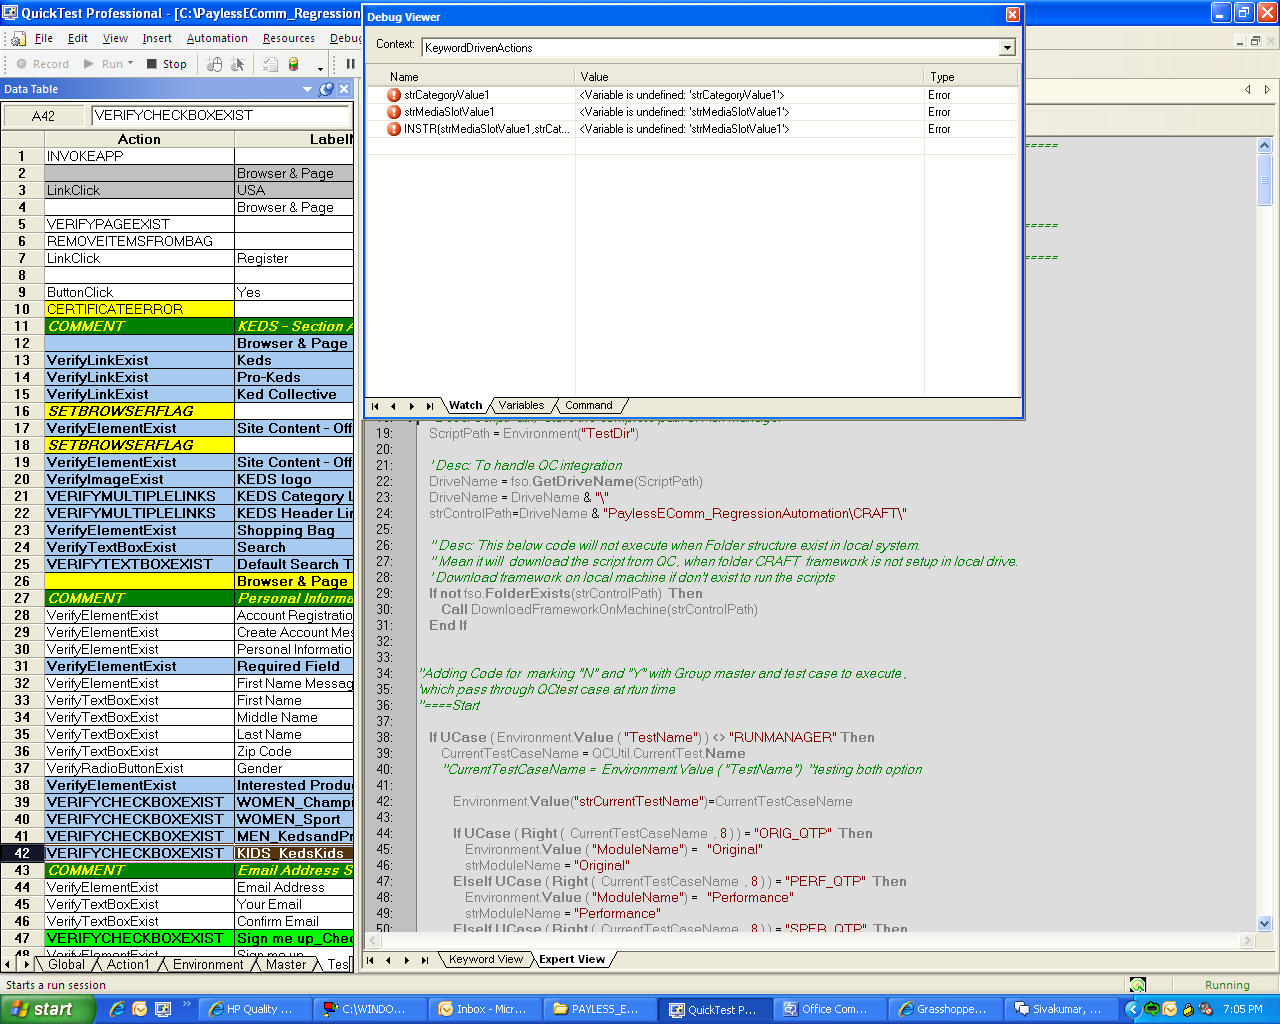 QuickTest Professional - [C:\PaylessEComm_Regression
File Edit View Insert Automation Resources Debu
Record Run Stop
Data Table
A42 VERIFYCHECKBOXEXIST
Action LabelN
1 INVOKEAPP
2 Browser & Page
3 LinkClick USA
4 Browser & Page
5 VERIFYPAGEEXIST
6 REMOVEITEMSFROMBAG
7 LinkClick Register
8
9 ButtonClick Yes
10 CERTIFICATEERROR
11 COMMENT KEDS - Section A
12 Browser & Page
13 VerifyLinkExist Keds
14 VerifyLinkExist Pro-Keds
15 VerifyLinkExist Ked Collective
16 SETBROWSERFLAG
17 VerifyElementExist Site Content - Off
18 SETBROWSERFLAG
19 VerifyElementExist Site Content - Off
20 VerifyImageExist KEDS logo
21 VERIFYMULTIPLELINKS KEDS Category L
22 VERIFYMULTIPLELINKS KEDS Header Lin
23 VerifyElementExist Shopping Bag
24 VerifyTextBoxExist Search
25 VERIFYTEXTBOXEXIST Default Search T
26 Browser & Page
27 COMMENT Personal Informa
28 VerifyElementExist Account Registratio
29 VerifyElementExist Create Account Mes
30 VerifyElementExist Personal Informatio
31 VerifyElementExist Required Field
32 VerifyElementExist First Name Messag
33 VerifyTextBoxExist First Name
34 VerifyTextBoxExist Middle Name
35 VerifyTextBoxExist Last Name
36 VerifyTextBoxExist Zip Code
37 VerifyRadioButtonExist Gender
38 VerifyElementExist Interested Produ
39 VERIFYCHECKBOXEXIST WOMEN_Champi
40 VERIFYCHECKBOXEXIST WOMEN_Sport
41 VERIFYCHECKBOXEXIST MEN_KedsandPr
42 VERIFYCHECKBOXEXIST KIDS_KedsKids
43 COMMENT Email Address S
44 VerifyElementExist Email Address
45 VerifyTextBoxExist Your Email
46 VerifyTextBoxExist Confirm Email
47 VERIFYCHECKBOXEXIST Sign me up_Chec
48 VerifyElementExist Sign me up
Global Action1 Environment Master Tes
Debug Viewer
Context: KeywordDrivenActions
Name Value Type
strCategoryValue1 <Variable is undefined: 'strCategoryValue1'> Error
strMediaSlotValue1 <Variable is undefined: 'strMediaSlotValue1'> Error
INSTR(strMediaSlotValue1,strCat... <Variable is undefined: 'strMediaSlotValue1'> Error
Watch Variables Command
=====
=====
=====
19: ScriptPath = Environment("TestDir")
20:
21: 'Desc: To handle QC integration
22: DriveName = fso.GetDriveName(ScriptPath)
23: DriveName = DriveName & "\"
24: strControlPath=DriveName & "PaylessEComm_RegressionAutomation\CRAFT\"
25:
26: '' Desc: This below code will not execute when Folder structure exist in local system.
27: '' Mean it will download the script from QC , when folder CRAFT framework is not setup in local drive.
28: 'Download framework on local machine if don't exist to run the scripts
29: If not fso.FolderExists(strControlPath) Then
30: Call DownloadFrameworkOnMachine(strControlPath)
31: End If
32:
33:
34: ''Adding Code for marking "N" and "Y" with Group master and test case to execute ,
35: 'which pass through QCtest case at rtun time
36: ''====Start
37:
38: If UCase ( Environment.Value ( "TestName") ) <> "RUNMANAGER" Then
39: CurrentTestCaseName = QCUtil.CurrentTest.Name
40: ''CurrentTestCaseName = Environment.Value ( "TestName") ''testing both option
41:
42: Environment.Value("strCurrentTestName")=CurrentTestCaseName
43:
44: If UCase ( Right ( CurrentTestCaseName , 8 ) ) = "ORIG_QTP" Then
45: Environment.Value ( "ModuleName") = "Original"
46: strModuleName = "Original"
47: ElseIf UCase ( Right ( CurrentTestCaseName , 8 ) ) = "PERF_QTP" Then
48: Environment.Value ( "ModuleName") = "Performance"
49: strModuleName = "Performance"
50: ElseIf UCase ( Right ( CurrentTestCaseName , 8 ) ) = "SPER_QTP" Then
Keyword View Expert View
Starts a run session Running
start HP Quality ... C:\WINDO... Inbox - Micr... PAYLESS_E... QuickTest P... Office Com... Grasshoppe... Sivakumar, ... 7:05 PM